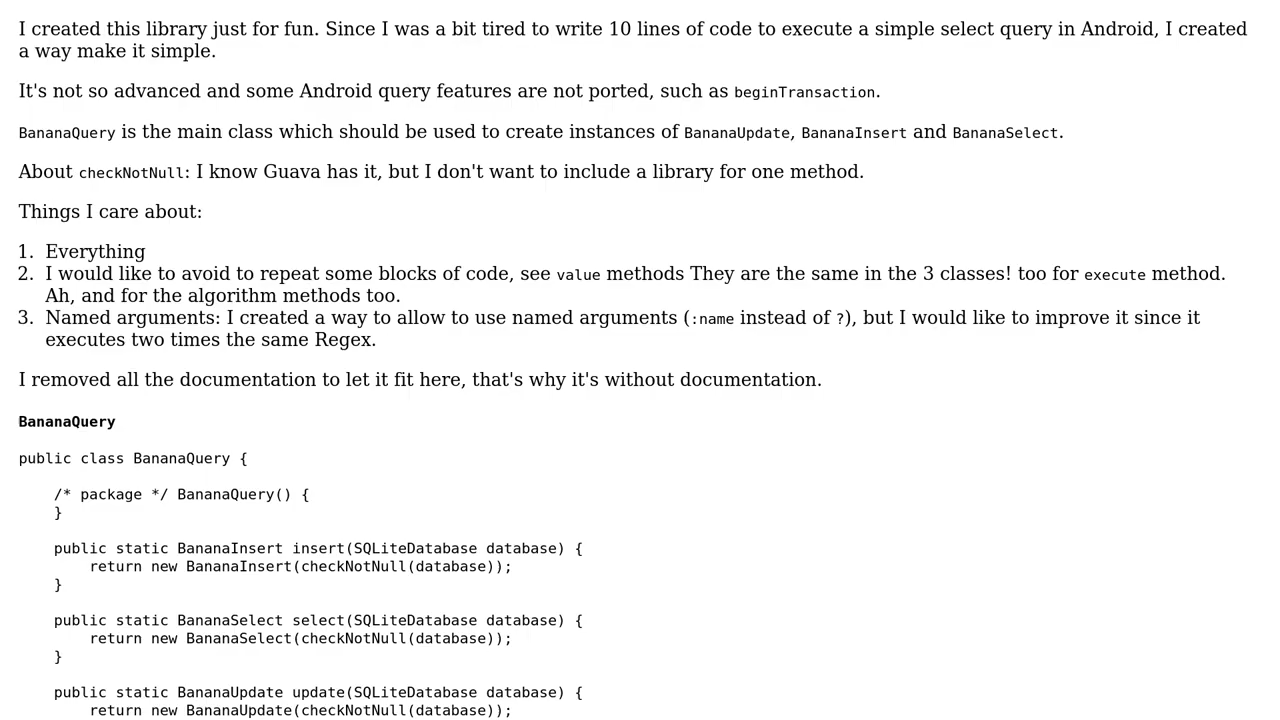 I created this library just for fun. Since I was a bit tired to write 10 lines of code to execute a simple select query in Android, I created
a way make it simple.
It's not so advanced and some Android query features are not ported, such as beginTransaction.
BananaQuery is the main class which should be used to create instances of BananaUpdate, BananaInsert and BananaSelect.
About checkNotNull: I know Guava has it, but I don't want to include a library for one method.
Things I care about:
1. Everything
2. I would like to avoid to repeat some blocks of code, see value methods They are the same in the 3 classes! too for execute method.
Ah, and for the algorithm methods too.
3. Named arguments: I created a way to allow to use named arguments (:name instead of ?), but I would like to improve it since it
executes two times the same Regex.
I removed all the documentation to let it fit here, that's why it's without documentation.
BananaQuery
public class BananaQuery {
    /* package */ BananaQuery() {
    }
    public static BananaInsert insert(SQLiteDatabase database) {
        return new BananaInsert(checkNotNull(database));
    }
    public static BananaSelect select(SQLiteDatabase database) {
        return new BananaSelect(checkNotNull(database));
    }
    public static BananaUpdate update(SQLiteDatabase database) {
        return new BananaUpdate(checkNotNull(database));